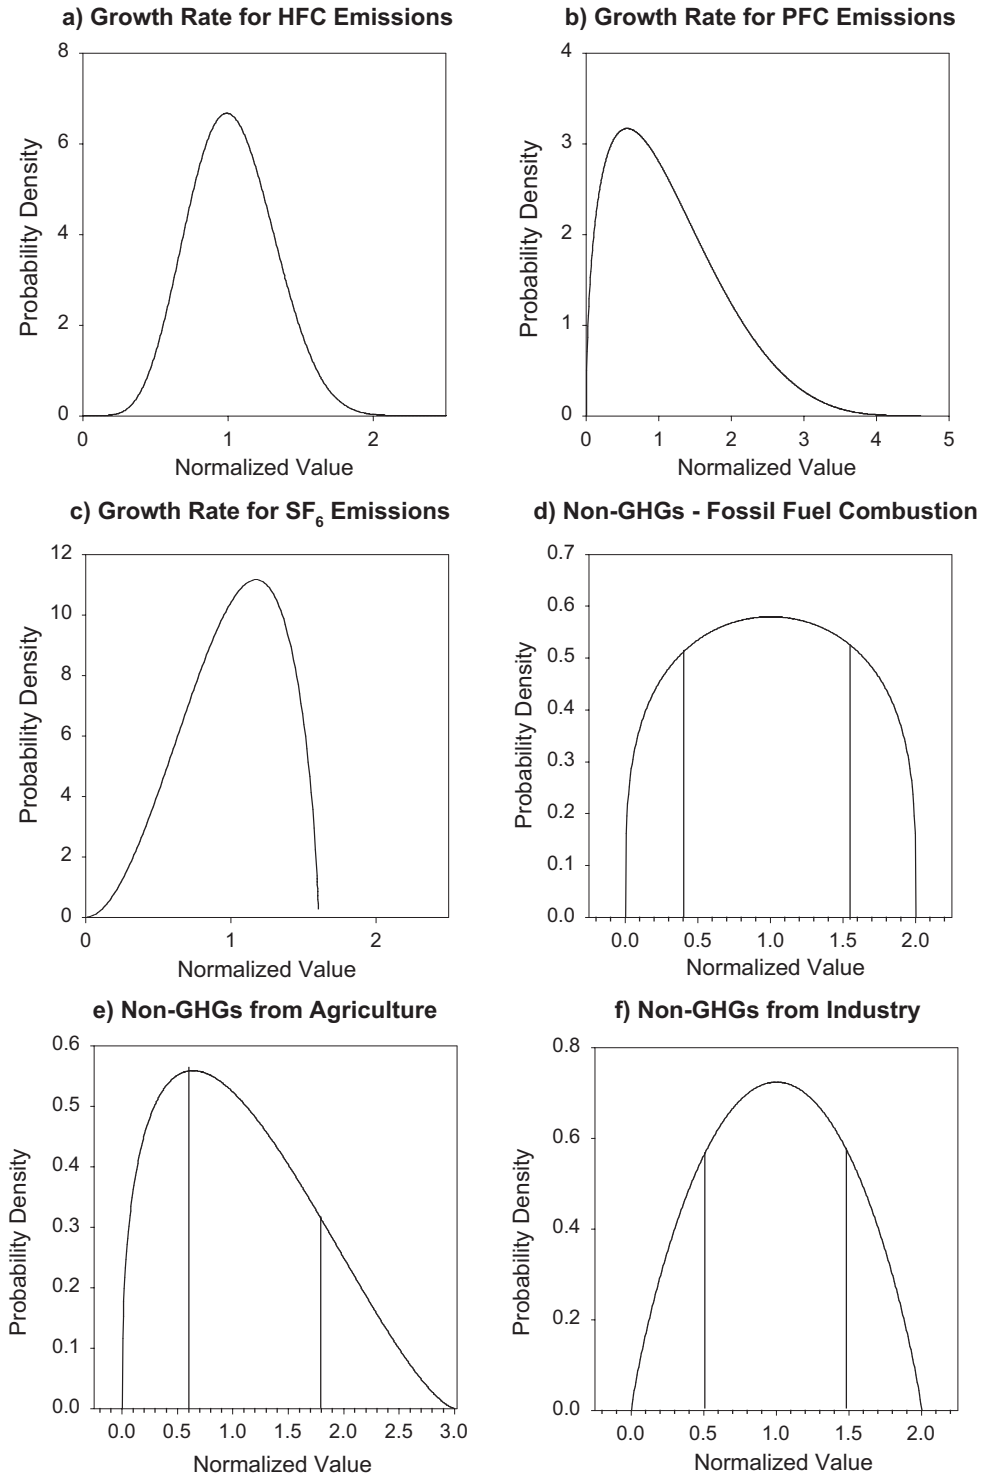 a) Growth Rate for HFC Emissions
Probability Density
8
6
4
2
0
0 1 2
Normalized Value
b) Growth Rate for PFC Emissions
Probability Density
4
3
2
1
0
0 1 2 3 4 5
Normalized Value
c) Growth Rate for SF6 Emissions
Probability Density
12
10
8
6
4
2
0
0 1 2
Normalized Value
d) Non-GHGs - Fossil Fuel Combustion
Probability Density
0.7
0.6
0.5
0.4
0.3
0.2
0.1
0.0
0.0 0.5 1.0 1.5 2.0
Normalized Value
e) Non-GHGs from Agriculture
Probability Density
0.6
0.5
0.4
0.3
0.2
0.1
0.0
0.0 0.5 1.0 1.5 2.0 2.5 3.0
Normalized Value
f) Non-GHGs from Industry
Probability Density
0.8
0.6
0.4
0.2
0.0
0.0 0.5 1.0 1.5 2.0
Normalized Value